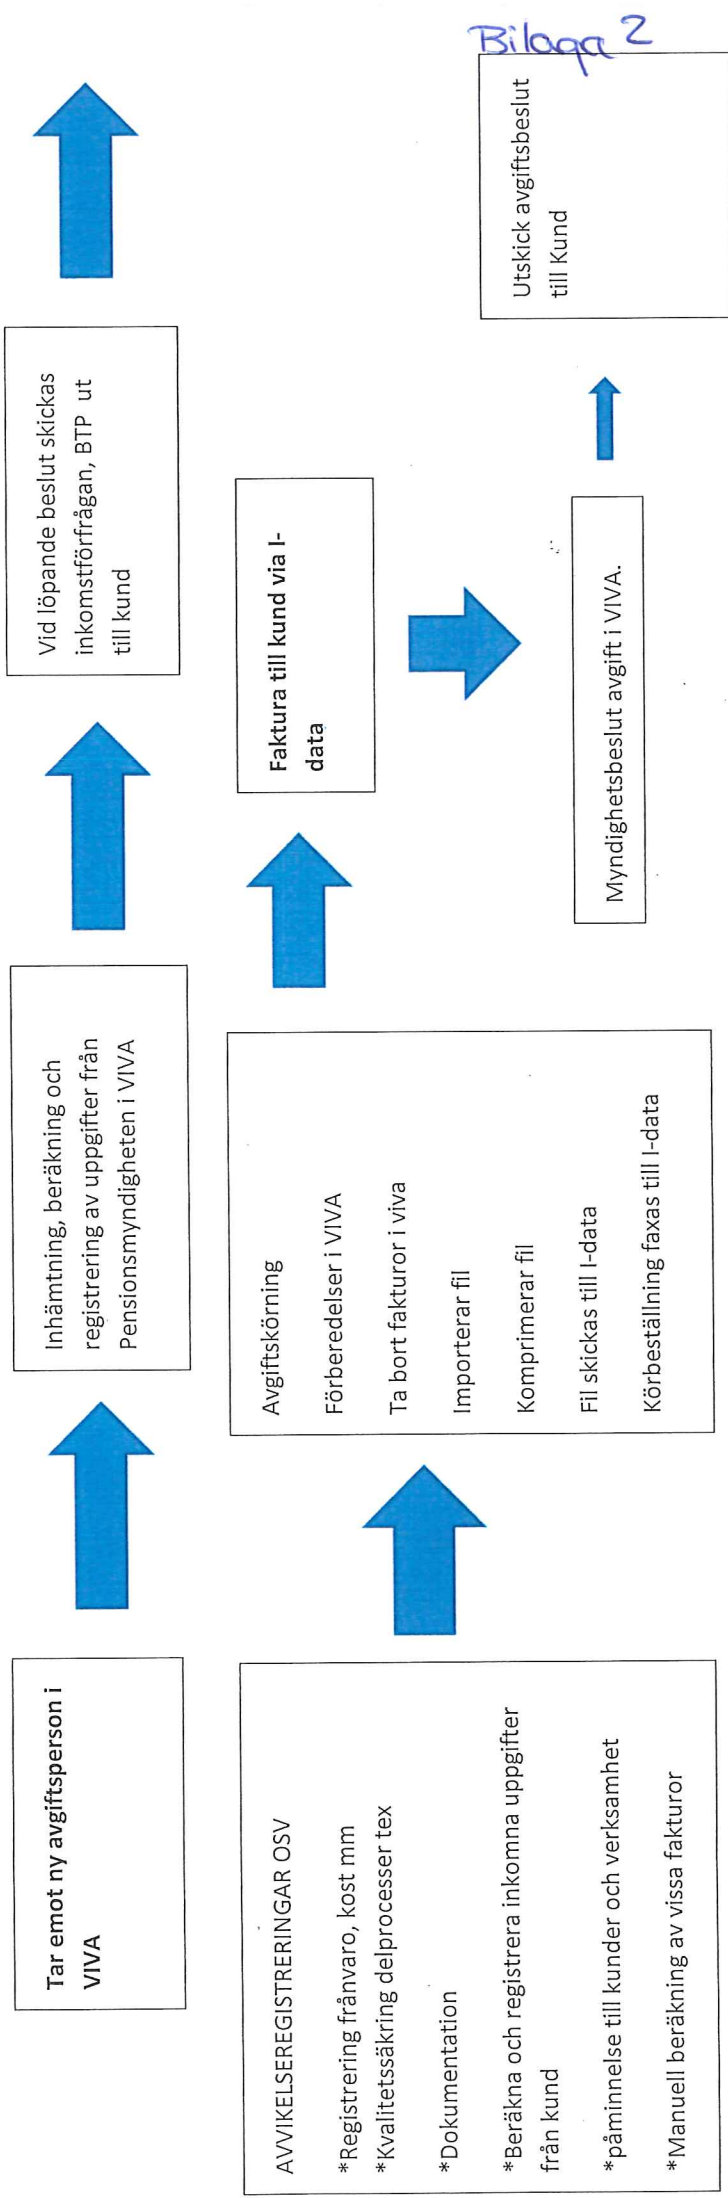 Bilaga 2
Tar emot ny avgiftsperson i
VIVA
Inhämtning, beräkning och
registrering av uppgifter från
Pensionsmyndigheten i VIVA
Vid löpande beslut skickas
inkomstförfrågan, BTP ut
till kund
AVVIKELSEREGISTRERINGAR OSV
*Registrering frånvaro, kost mm
*Kvalitetssäkring delprocesser tex
*Dokumentation
*Beräkna och registrera inkomna uppgifter
från kund
*påminnelse till kunder och verksamhet
*Manuell beräkning av vissa fakturor
Avgiftskörning
Förberedelser i VIVA
Ta bort fakturor i viva
Importerar fil
Komprimerar fil
Fil skickas till I-data
Körbeställning faxas till I-data
Faktura till kund via I-
data
Myndighetsbeslut avgift i VIVA.
Utskick avgiftsbeslut
till Kund